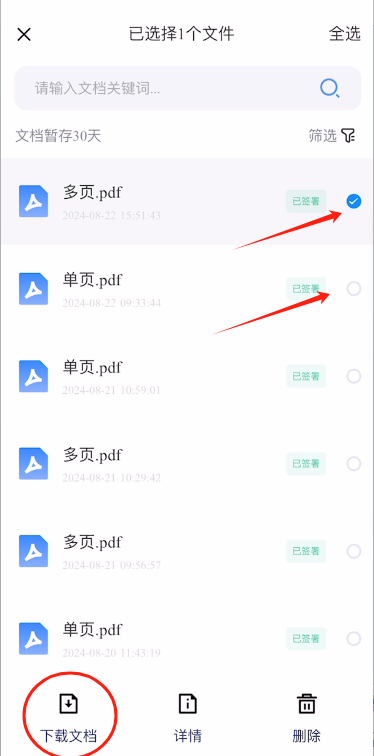 已选择1个文件 全选
请输入文档关键词...
文档暂存30天 筛选
多页.pdf
已签署
2024-08-22 15:51:43
单页.pdf
已签署
2024-08-22 09:33:44
单页.pdf
已签署
2024-08-21 10:59:01
多页.pdf
已签署
2024-08-21 10:29:42
多页.pdf
已签署
2024-08-21 09:56:57
单页.pdf
已签署
2024-08-20 11:43:19
下载文档 详情 删除